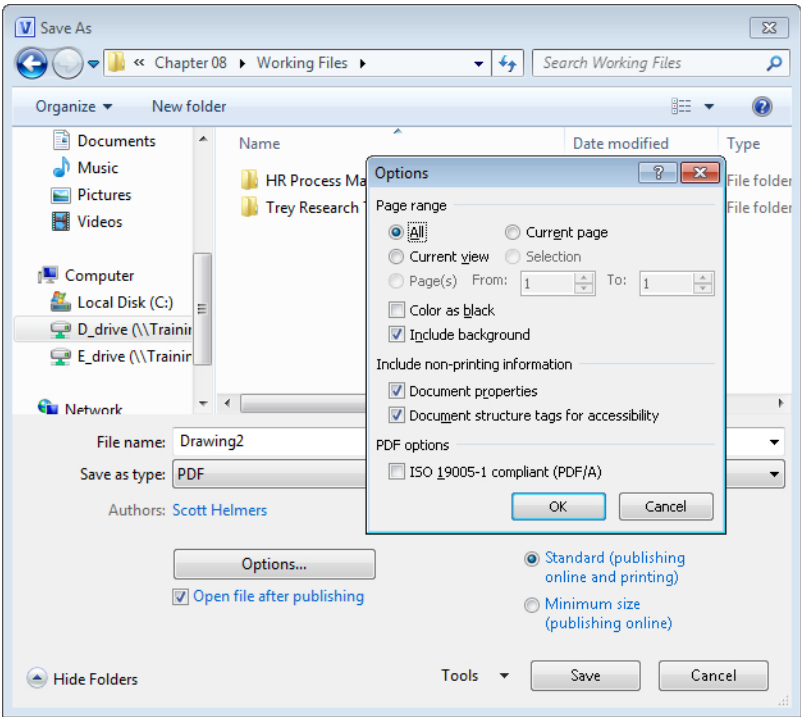 Save As
« Chapter 08 Working Files
Search Working Files
Organize
New folder
Documents
Music
Pictures
Videos
Computer
Local Disk (C:)
D_drive (\\Trainin
E_drive (\\Trainin
Network
Name
Date modified
Type
HR Process Ma
File folder
Trey Research
File folder
Options
Page range
All
Current page
Current view
Selection
Page(s) From: 1 To: 1
Color as black
Include background
Include non-printing information
Document properties
Document structure tags for accessibility
PDF options
ISO 19005-1 compliant (PDF/A)
OK
Cancel
File name: Drawing2
Save as type: PDF
Authors: Scott Helmers
Options...
Open file after publishing
Standard (publishing
online and printing)
Minimum size
(publishing online)
Hide Folders
Tools
Save
Cancel